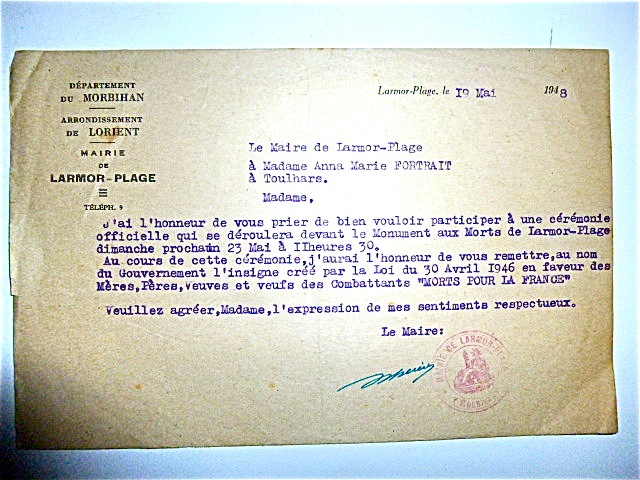 DÉPARTEMENT
DU MORBIHAN
ARRONDISSEMENT
DE LORIENT
MAIRIE
DE
LARMOR-PLAGE
TÉLÉPH. 9
Larmor-Plage, le 19 Mai 1948
Le Maire de Larmor-Plage
à Madame Anna Marie FORTRAIT
à Toulhars.
Madame,
J'ai l'honneur de vous prier de bien vouloir participer à une cérémonie
officielle qui se déroulera devant le Monument aux Morts de Larmor-Plage
dimanche prochain 23 Mai à IIheures 30.
Au cours de cette cérémonie,j'aurai l'honneur de vous remettre,au nom
du Gouvernement l'insigne créé par la Loi du 30 Avril 1946 en faveur des
Mères,Pères,Veuves et veufs des Combattants "MORTS POUR LA FRANCE"
Veuillez agréer,Madame,l'expression de mes sentiments respectueux.
Le Maire:
MAIRIE DE LARMOR-